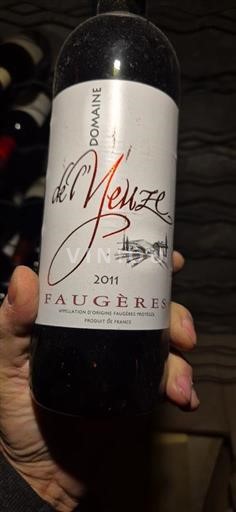 DOMAINE
de l'Yeuze
2011
FAUGÈRES
APPELLATION D'ORIGINE FAUGÈRES PROTÉGÉE
PRODUIT DE FRANCE